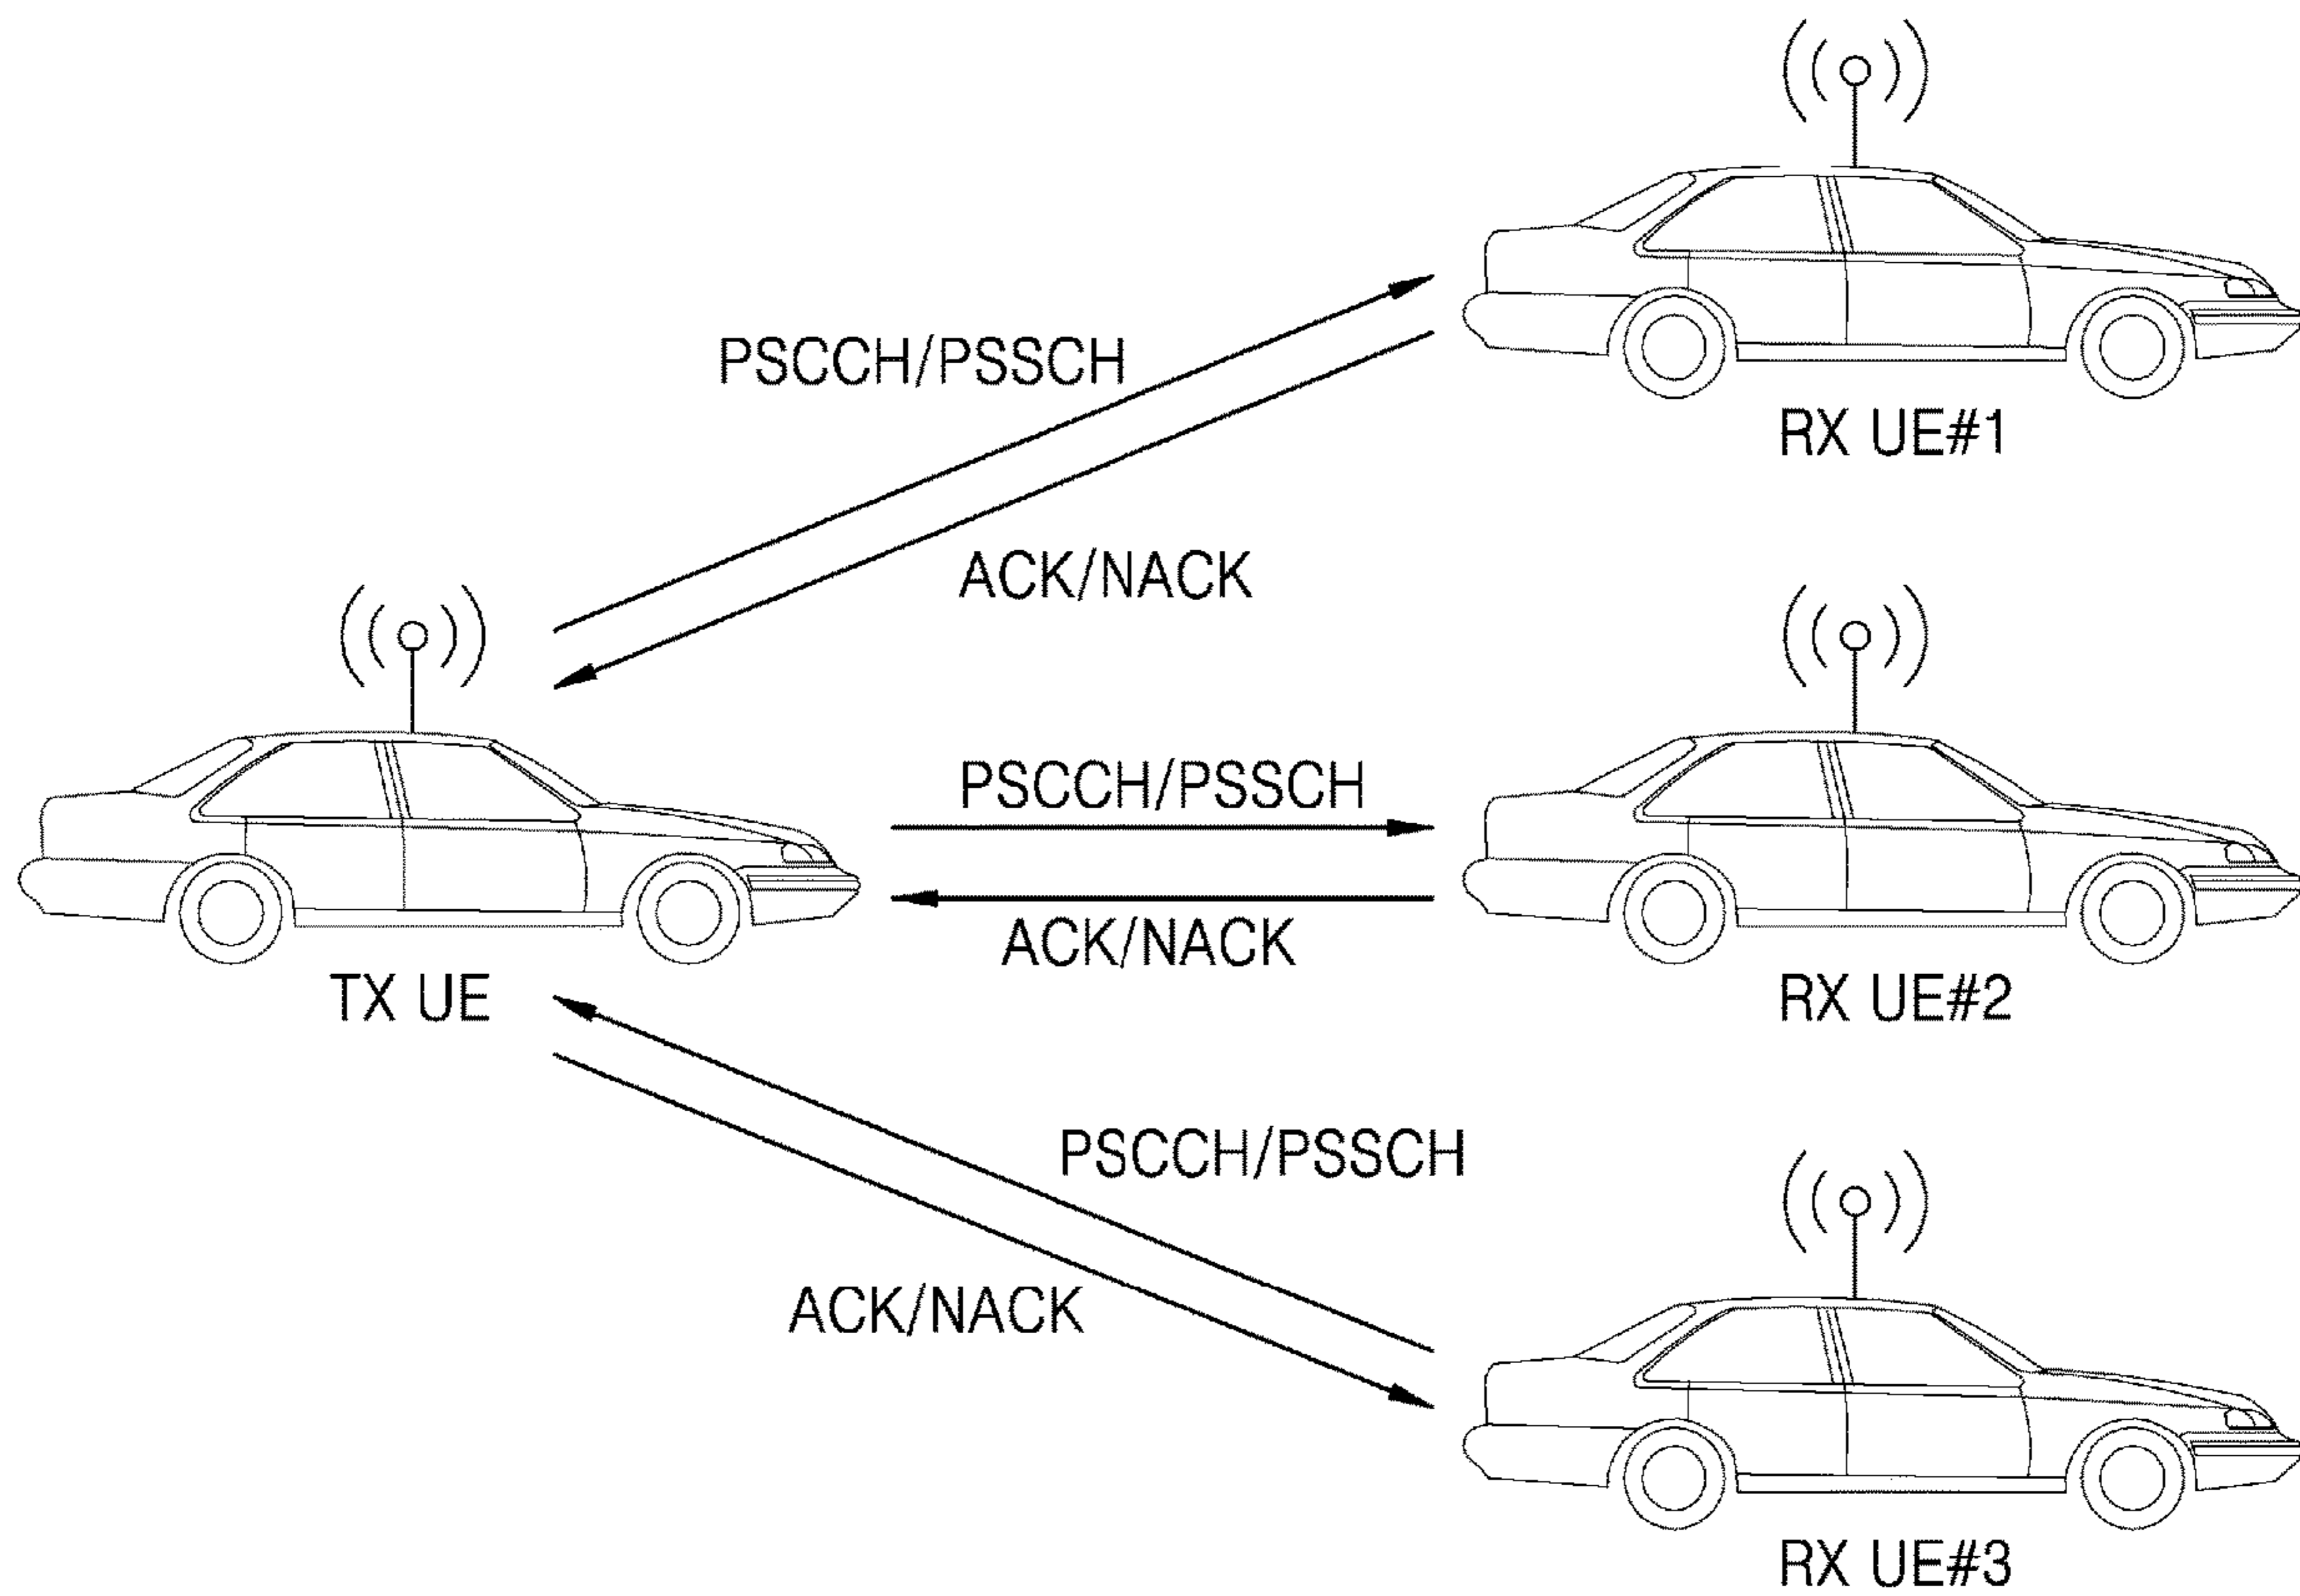 PSCCH/PSSCH
RX UE#1
ACK/NACK
PSCCH/PSSCH
ACK/NACK
TX UE
RX UE#2
PSCCH/PSSCH
ACK/NACK
RX UE#3